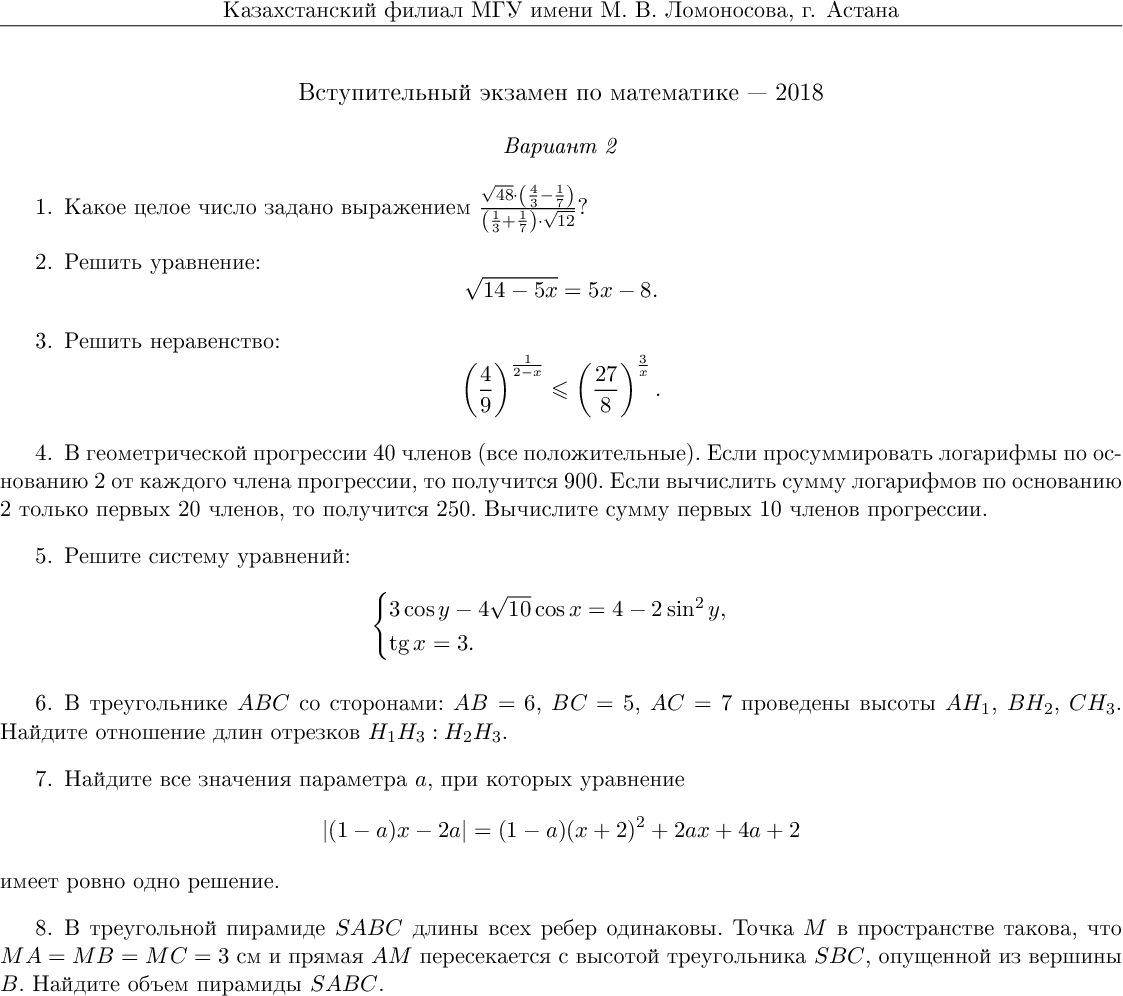 Казахстанский филиал МГУ имени М. В. Ломоносова, г. Астана
Вступительный экзамен по математике — 2018
Вариант 2
1. Какое целое число задано выражением $\frac{\sqrt{48}\cdot\left(\frac{4}{3}-\frac{1}{7}\right)}{\left(\frac{1}{3}+\frac{1}{7}\right)\cdot\sqrt{12}}$?
2. Решить уравнение:
$\sqrt{14-5x} = 5x-8.$
3. Решить неравенство:
$\left(\frac{4}{9}\right)^{\frac{1}{2-x}} \leqslant \left(\frac{27}{8}\right)^{\frac{3}{x}}.$
4. В геометрической прогрессии 40 членов (все положительные). Если просуммировать логарифмы по ос-
нованию 2 от каждого члена прогрессии, то получится 900. Если вычислить сумму логарифмов по основанию
2 только первых 20 членов, то получится 250. Вычислите сумму первых 10 членов прогрессии.
5. Решите систему уравнений:
$\begin{cases} 3\cos y - 4\sqrt{10}\cos x = 4 - 2\sin^2 y, \\ \operatorname{tg} x = 3. \end{cases}$
6. В треугольнике $ABC$ со сторонами: $AB = 6$, $BC = 5$, $AC = 7$ проведены высоты $AH_1$, $BH_2$, $CH_3$.
Найдите отношение длин отрезков $H_1H_3 : H_2H_3$.
7. Найдите все значения параметра $a$, при которых уравнение
$|(1-a)x - 2a| = (1-a)(x+2)^2 + 2ax + 4a + 2$
имеет ровно одно решение.
8. В треугольной пирамиде $SABC$ длины всех ребер одинаковы. Точка $M$ в пространстве такова, что
$MA = MB = MC = 3$ см и прямая $AM$ пересекается с высотой треугольника $SBC$, опущенной из вершины
$B$. Найдите объем пирамиды $SABC$.